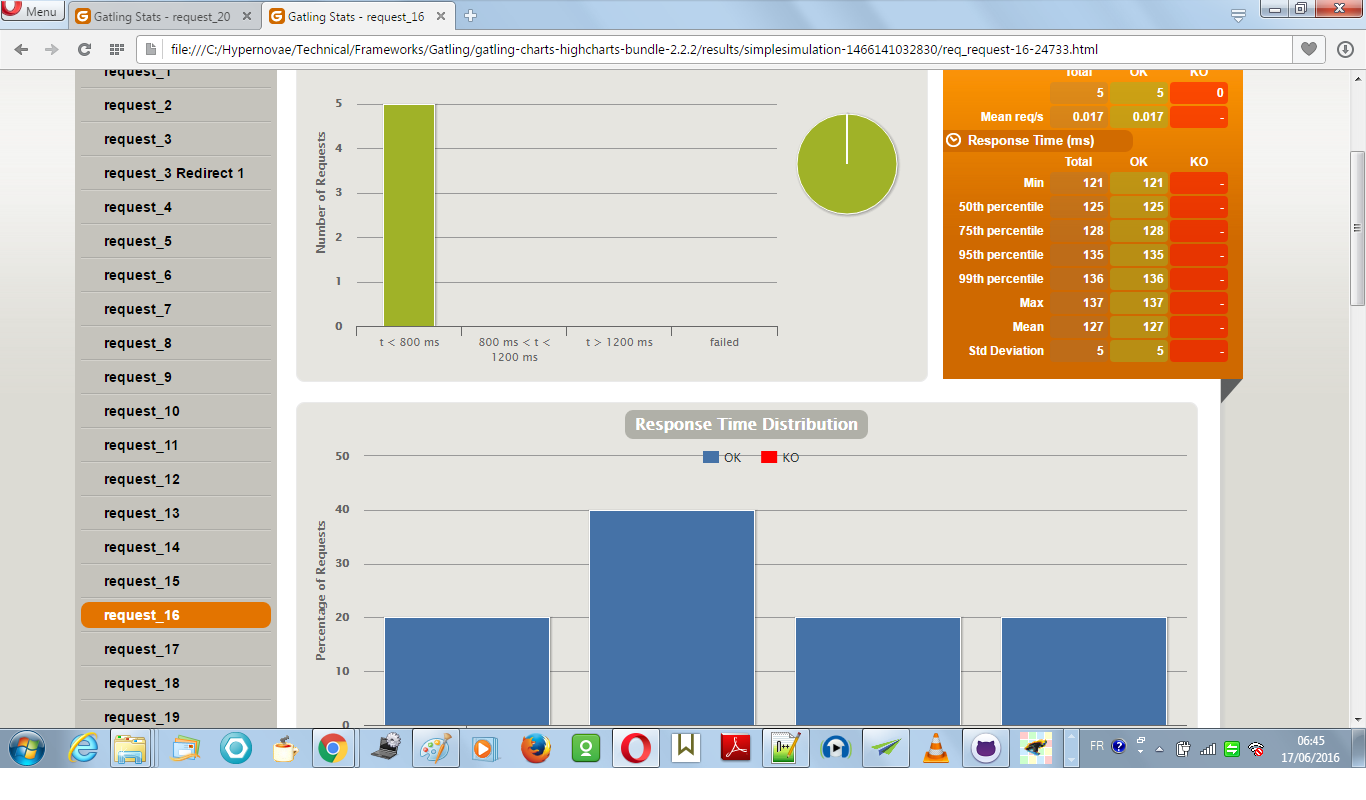 Menu
Gatling Stats - request_20
Gatling Stats - request_16
file:///C:/Hypernovae/Technical/Frameworks/Gatling/gatling-charts-highcharts-bundle-2.2.2/results/simplesimulation-1466141032830/req_request-16-24733.html
request_1
request_2
request_3
request_3 Redirect 1
request_4
request_5
request_6
request_7
request_8
request_9
request_10
request_11
request_12
request_13
request_14
request_15
request_16
request_17
request_18
request_19
Number of Requests
5
4
3
2
1
0
t < 800 ms
800 ms < t < 1200 ms
t > 1200 ms
failed
Total OK KO
5 5 0
Mean req/s 0.017 0.017 -
Response Time (ms)
Total OK KO
Min 121 121 -
50th percentile 125 125 -
75th percentile 128 128 -
95th percentile 135 135 -
99th percentile 136 136 -
Max 137 137 -
Mean 127 127 -
Std Deviation 5 5 -
Response Time Distribution
OK KO
Percentage of Requests
50
40
30
20
10
0
FR
06:45
17/06/2016